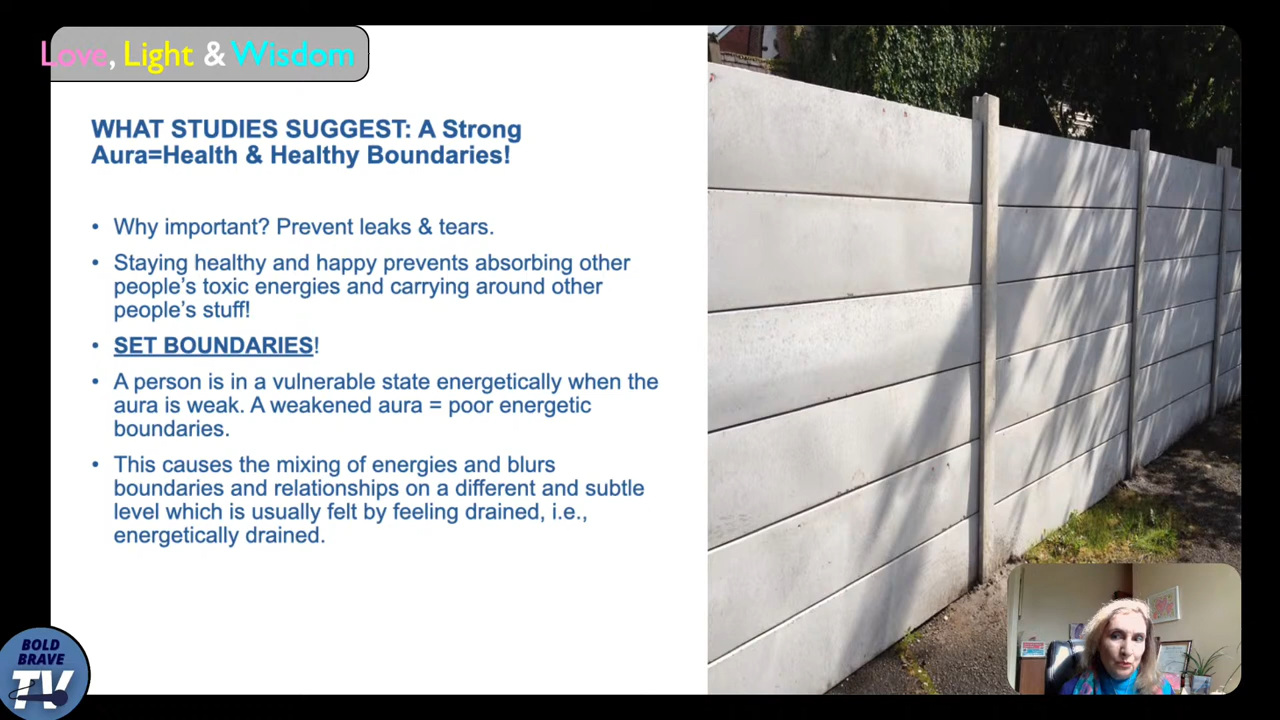 Love, Light & Wisdom
WHAT STUDIES SUGGEST: A Strong
Aura=Health & Healthy Boundaries!
• Why important? Prevent leaks & tears.
• Staying healthy and happy prevents absorbing other
people's toxic energies and carrying around other
people's stuff!
• SET BOUNDARIES!
• A person is in a vulnerable state energetically when the
aura is weak. A weakened aura = poor energetic
boundaries.
• This causes the mixing of energies and blurs
boundaries and relationships on a different and subtle
level which is usually felt by feeling drained, i.e.,
energetically drained.
BOLD
BRAVE
TV